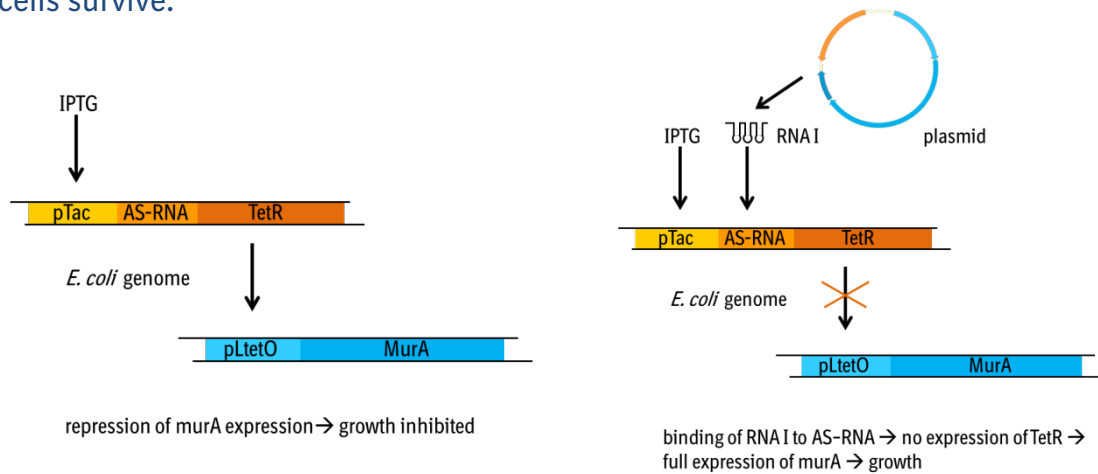 cells survive.
IPTG
pTac AS-RNA TetR
E. coli genome
pLtetO MurA
repression of murA expression → growth inhibited
plasmid
IPTG RNA I
pTac AS-RNA TetR
E. coli genome
pLtetO MurA
binding of RNA I to AS-RNA → no expression of TetR →
full expression of murA → growth